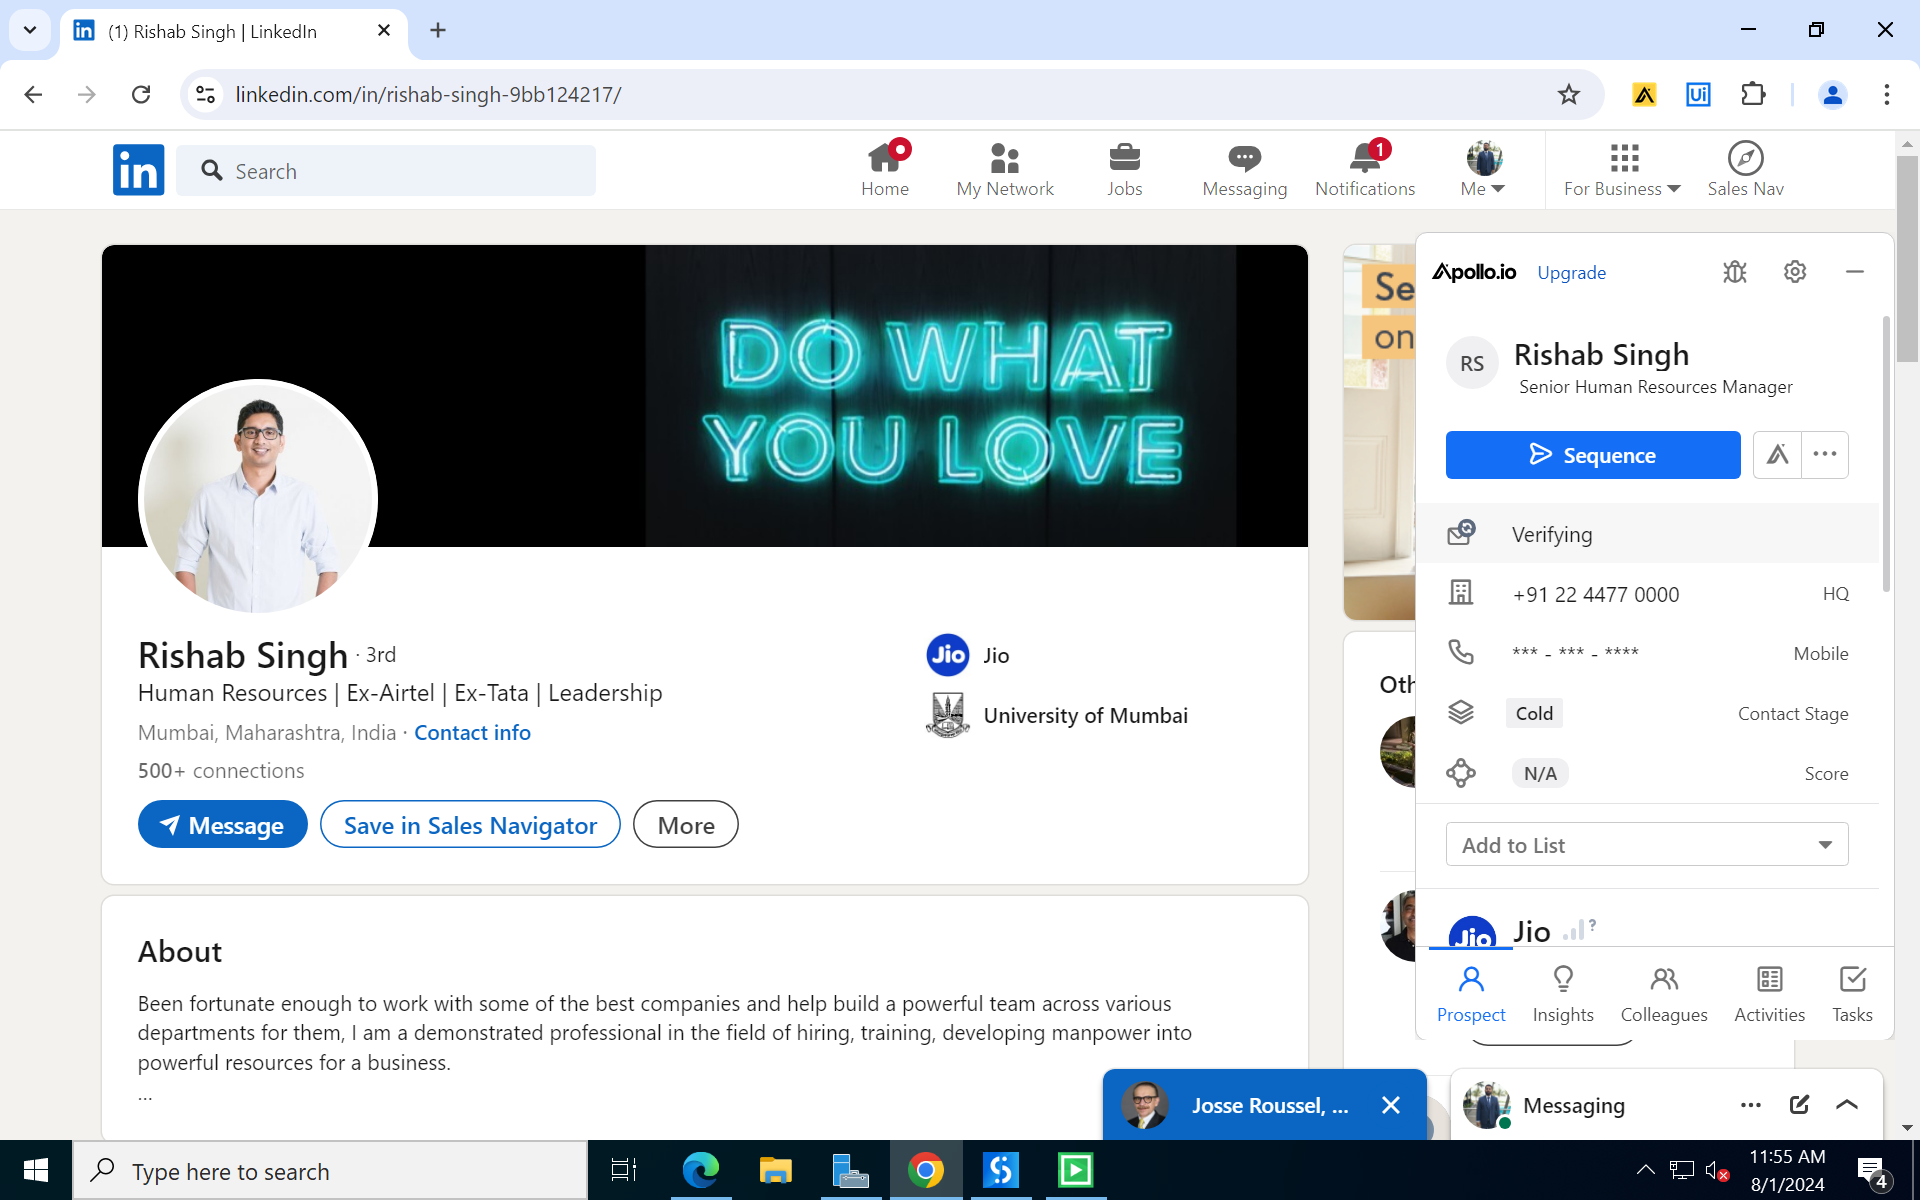 (1) Rishab Singh | LinkedIn
linkedin.com/in/rishab-singh-9bb124217/
Ui
in
Search
Home
My Network
Jobs
Messaging
1
Notifications
Me
For Business
Sales Nav
DO WHAT
YOU LOVE
Se
on
Apollo.io
Upgrade
RS
Rishab Singh
Senior Human Resources Manager
Sequence
Verifying
+91 22 4477 0000
HQ
*** - *** - ****
Mobile
Cold
Contact Stage
N/A
Score
Add to List
Jio
Jio
?
Prospect
Insights
Colleagues
Activities
Tasks
Rishab Singh · 3rd
Human Resources | Ex-Airtel | Ex-Tata | Leadership
Mumbai, Maharashtra, India · Contact info
500+ connections
Jio
Jio
University of Mumbai
Message
Save in Sales Navigator
More
Oth
About
Been fortunate enough to work with some of the best companies and help build a powerful team across various
departments for them, I am a demonstrated professional in the field of hiring, training, developing manpower into
powerful resources for a business.
...
Josse Roussel, ...
Messaging
Type here to search
11:55 AM
8/1/2024
4